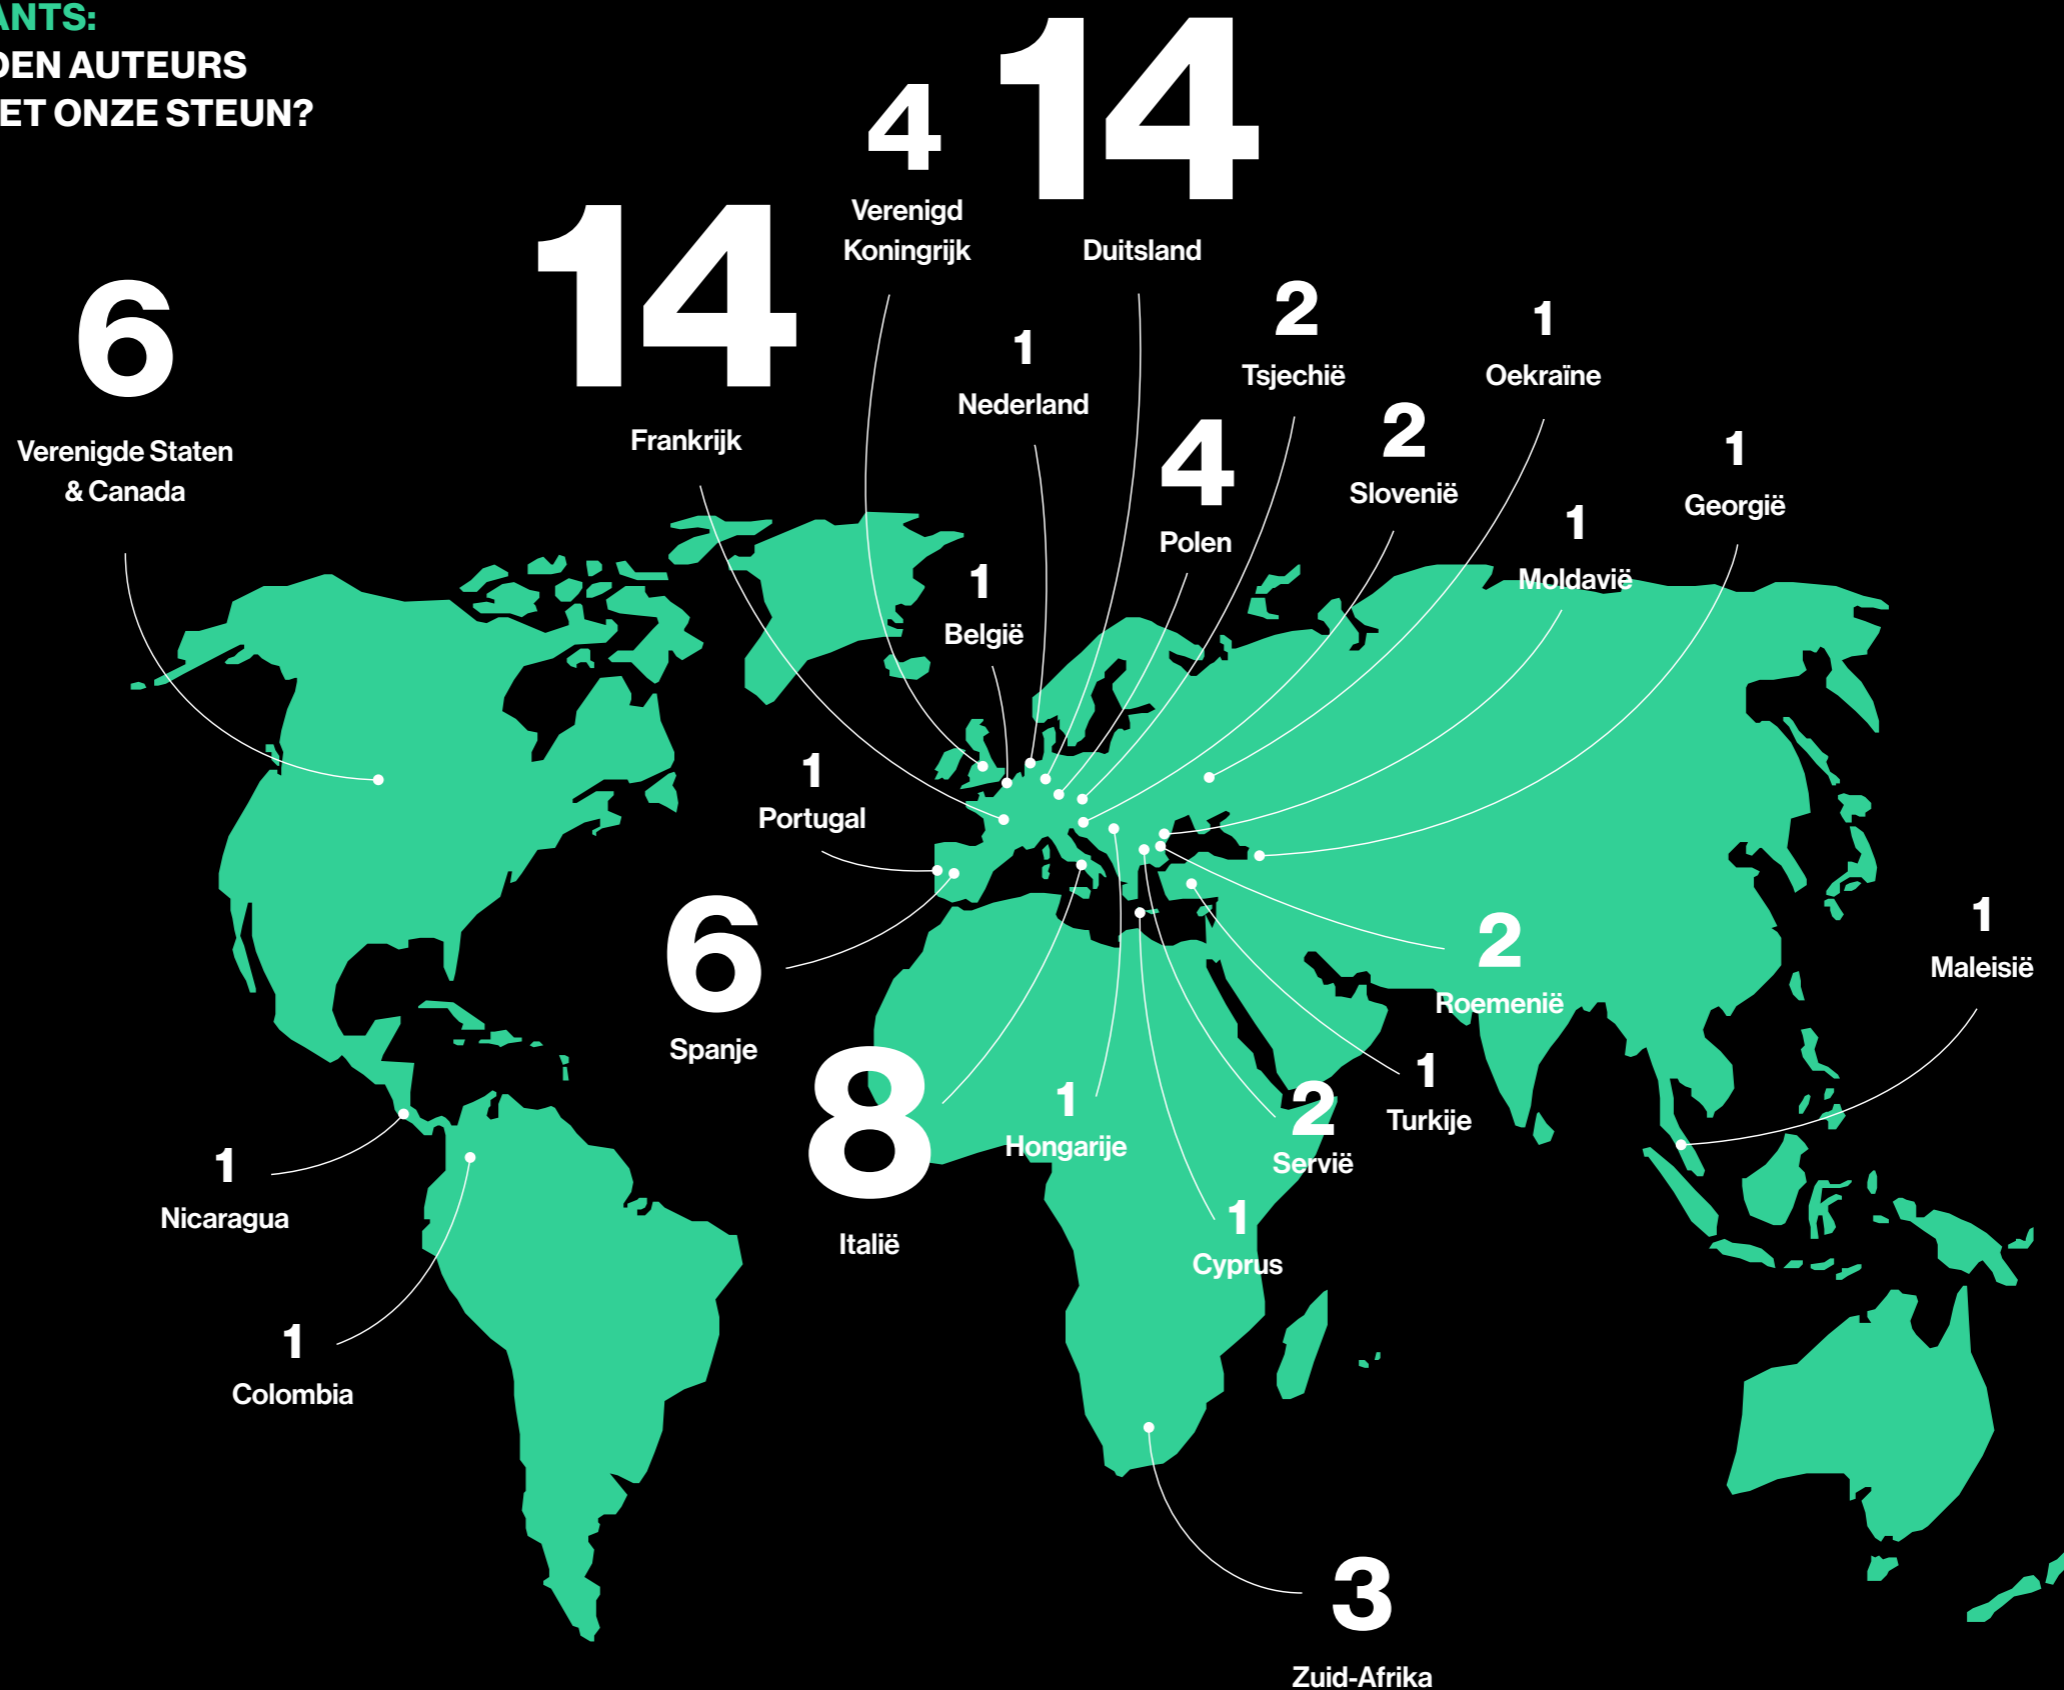 ANTS:
DEN AUTEURS
ET ONZE STEUN?
14
Duitsland
4
Verenigd
Koningrijk
14
Frankrijk
6
Verenigde Staten
& Canada
1
Nederland
2
Tsjechië
1
Oekraïne
4
Polen
2
Slovenië
1
Georgië
1
Moldavië
1
België
1
Portugal
6
Spanje
2
Roemenië
1
Maleisië
8
Italië
1
Hongarije
2
Servië
1
Turkije
1
Cyprus
1
Nicaragua
1
Colombia
3
Zuid-Afrika